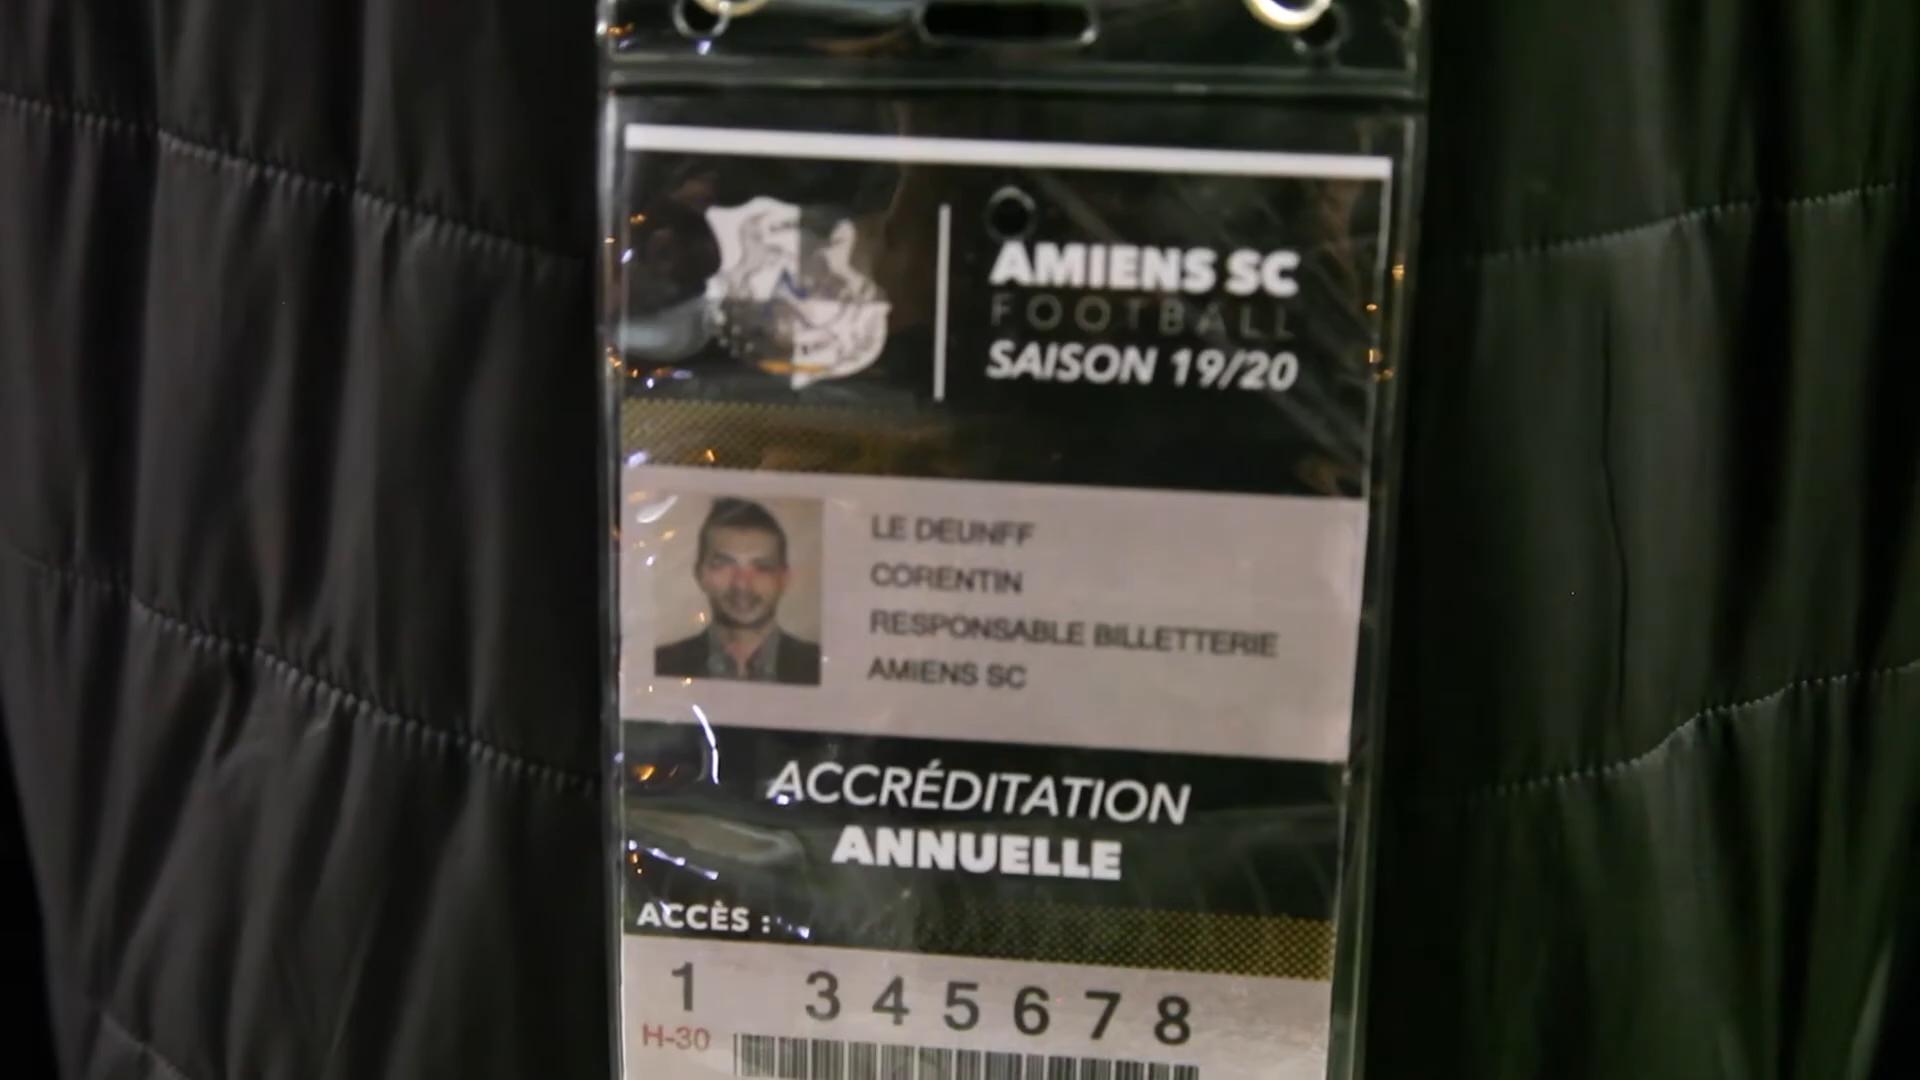 AMIENS SC
FOOTBALL
SAISON 19/20
LE DEUNFF
CORENTIN
RESPONSABLE BILLETTERIE
AMIENS SC
ACCRÉDITATION
ANNUELLE
ACCÈS :
1 3 4 5 6 7 8
H-30